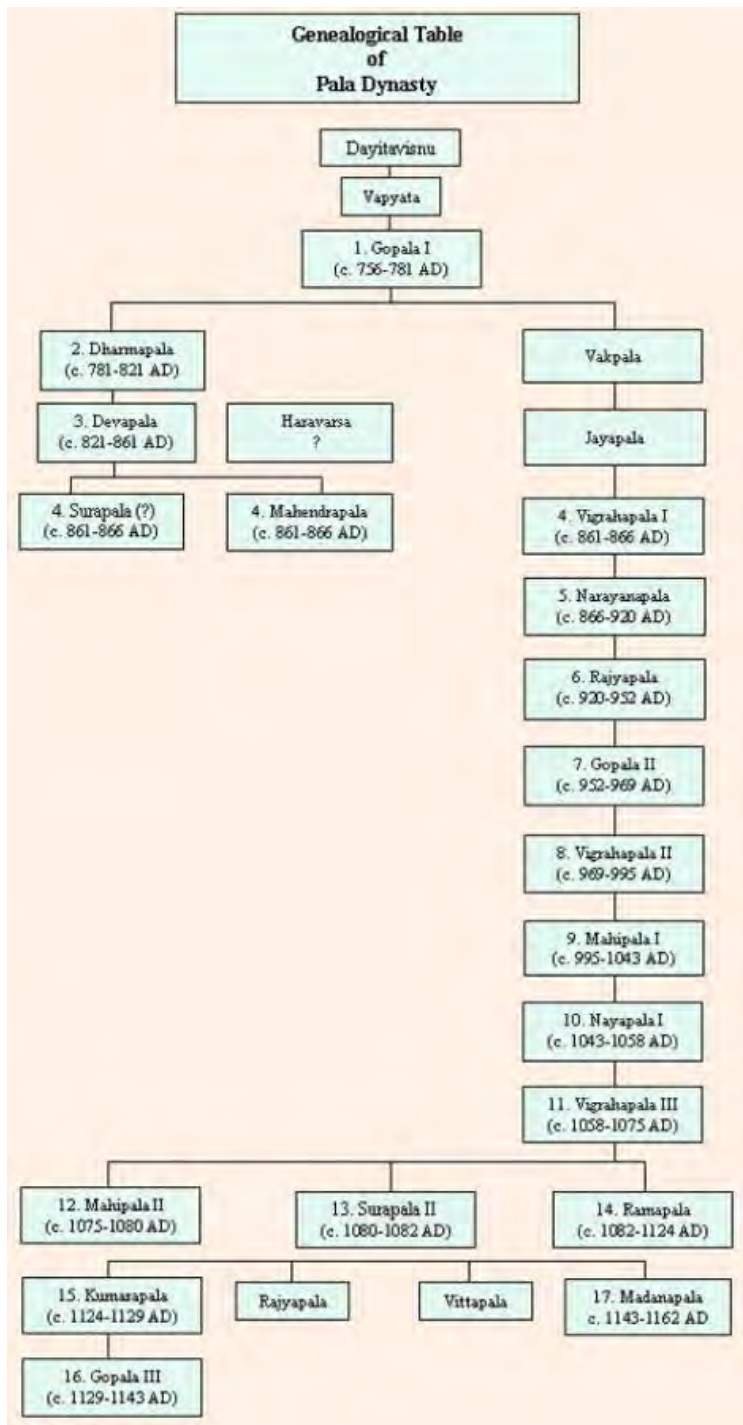 Genealogical Table
of
Pala Dynasty
Dayitavisnu
Vapyata
1. Gopala I
(c. 756-781 AD)
2. Dharmapala
(c. 781-821 AD)
Vakpala
3. Devapala
(c. 821-861 AD)
Haravarsa
?
Jayapala
4. Surapala (?)
(c. 861-866 AD)
4. Mahendrapala
(c. 861-866 AD)
4. Vigrahapala I
(c. 861-866 AD)
5. Narayanapala
(c. 866-920 AD)
6. Rajyapala
(c. 920-952 AD)
7. Gopala II
(c. 952-969 AD)
8. Vigrahapala II
(c. 969-995 AD)
9. Mahipala I
(c. 995-1043 AD)
10. Nayapala I
(c. 1043-1058 AD)
11. Vigrahapala III
(c. 1058-1075 AD)
12. Mahipala II
(c. 1075-1080 AD)
13. Surapala II
(c. 1080-1082 AD)
14. Ramapala
(c. 1082-1124 AD)
15. Kumarapala
(c. 1124-1129 AD)
Rajyapala
Vittapala
17. Madanapala
c. 1143-1162 AD
16. Gopala III
(c. 1129-1143 AD)